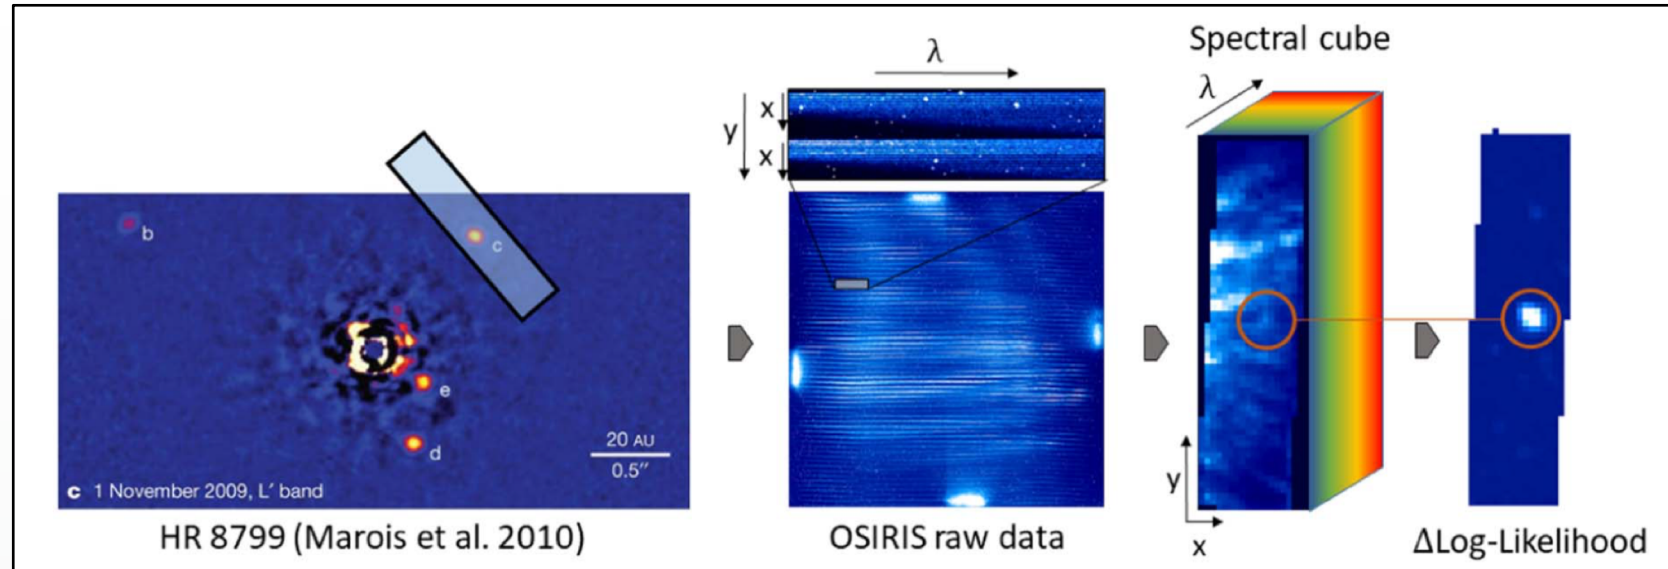 b
c
e
d
20 AU
0.5″
c 1 November 2009, L′ band
HR 8799 (Marois et al. 2010)
λ
x
y
x
OSIRIS raw data
Spectral cube
λ
y
x
ΔLog-Likelihood